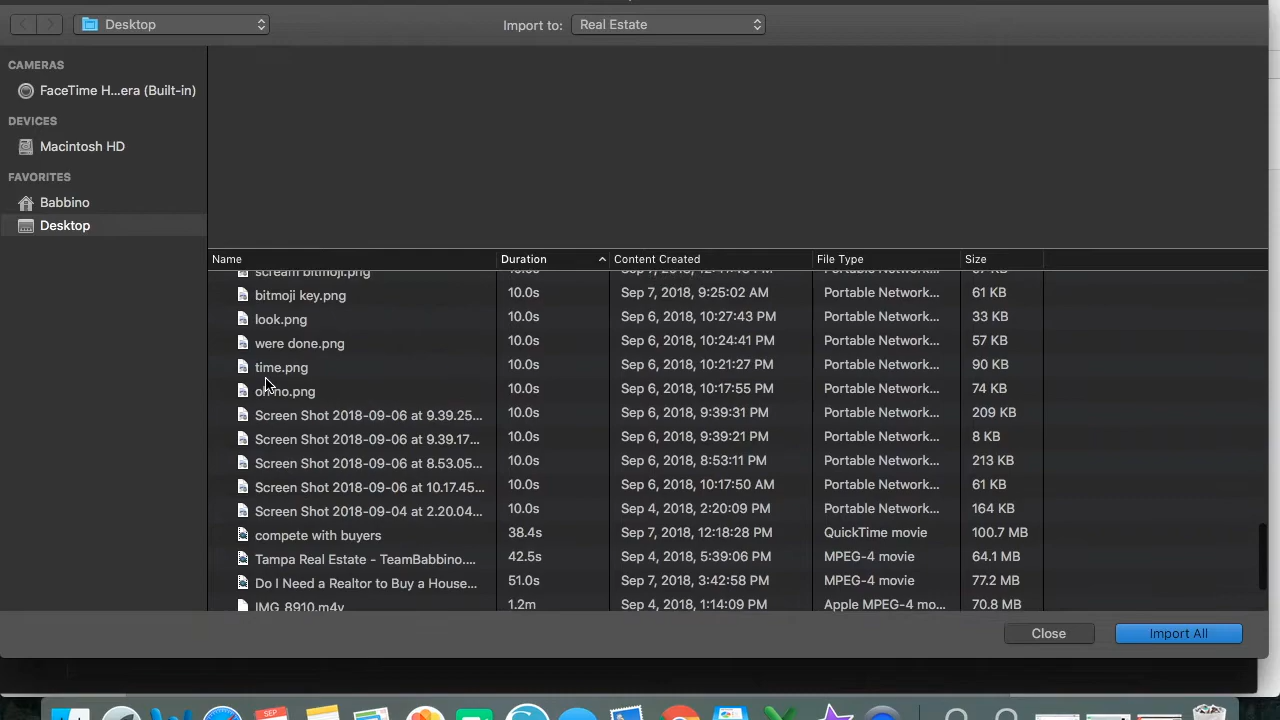 Desktop Import to: Real Estate
CAMERAS
FaceTime H...era (Built-in)
DEVICES
Macintosh HD
FAVORITES
Babbino
Desktop
Name Duration Content Created File Type Size
scream bitmoji.png
bitmoji key.png 10.0s Sep 7, 2018, 9:25:02 AM Portable Network... 61 KB
look.png 10.0s Sep 6, 2018, 10:27:43 PM Portable Network... 33 KB
were done.png 10.0s Sep 6, 2018, 10:24:41 PM Portable Network... 57 KB
time.png 10.0s Sep 6, 2018, 10:21:27 PM Portable Network... 90 KB
oh no.png 10.0s Sep 6, 2018, 10:17:55 PM Portable Network... 74 KB
Screen Shot 2018-09-06 at 9.39.25... 10.0s Sep 6, 2018, 9:39:31 PM Portable Network... 209 KB
Screen Shot 2018-09-06 at 9.39.17... 10.0s Sep 6, 2018, 9:39:21 PM Portable Network... 8 KB
Screen Shot 2018-09-06 at 8.53.05... 10.0s Sep 6, 2018, 8:53:11 PM Portable Network... 213 KB
Screen Shot 2018-09-06 at 10.17.45... 10.0s Sep 6, 2018, 10:17:50 AM Portable Network... 61 KB
Screen Shot 2018-09-04 at 2.20.04... 10.0s Sep 4, 2018, 2:20:09 PM Portable Network... 164 KB
compete with buyers 38.4s Sep 7, 2018, 12:18:28 PM QuickTime movie 100.7 MB
Tampa Real Estate - TeamBabbino.... 42.5s Sep 4, 2018, 5:39:06 PM MPEG-4 movie 64.1 MB
Do I Need a Realtor to Buy a House... 51.0s Sep 7, 2018, 3:42:58 PM MPEG-4 movie 77.2 MB
IMG_8910.m4v 1.2m Sep 4, 2018, 1:14:09 PM Apple MPEG-4 mo... 70.8 MB
Close Import All
SEP